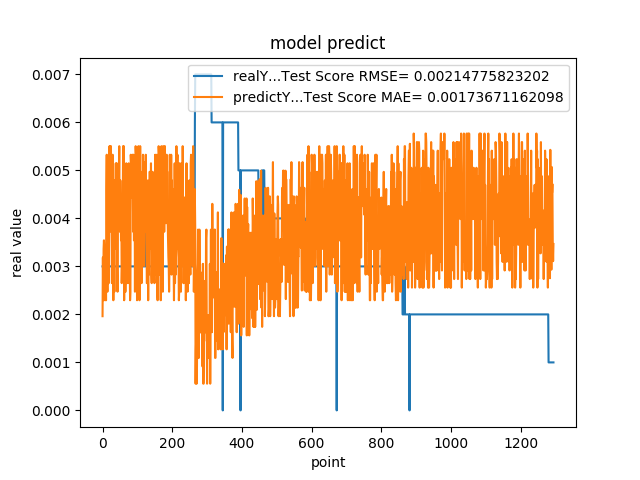 model predict
realY...Test Score RMSE= 0.00214775823202
predictY...Test Score MAE= 0.00173671162098
real value
0.007
0.006
0.005
0.004
0.003
0.002
0.001
0.000
0 200 400 600 800 1000 1200
point